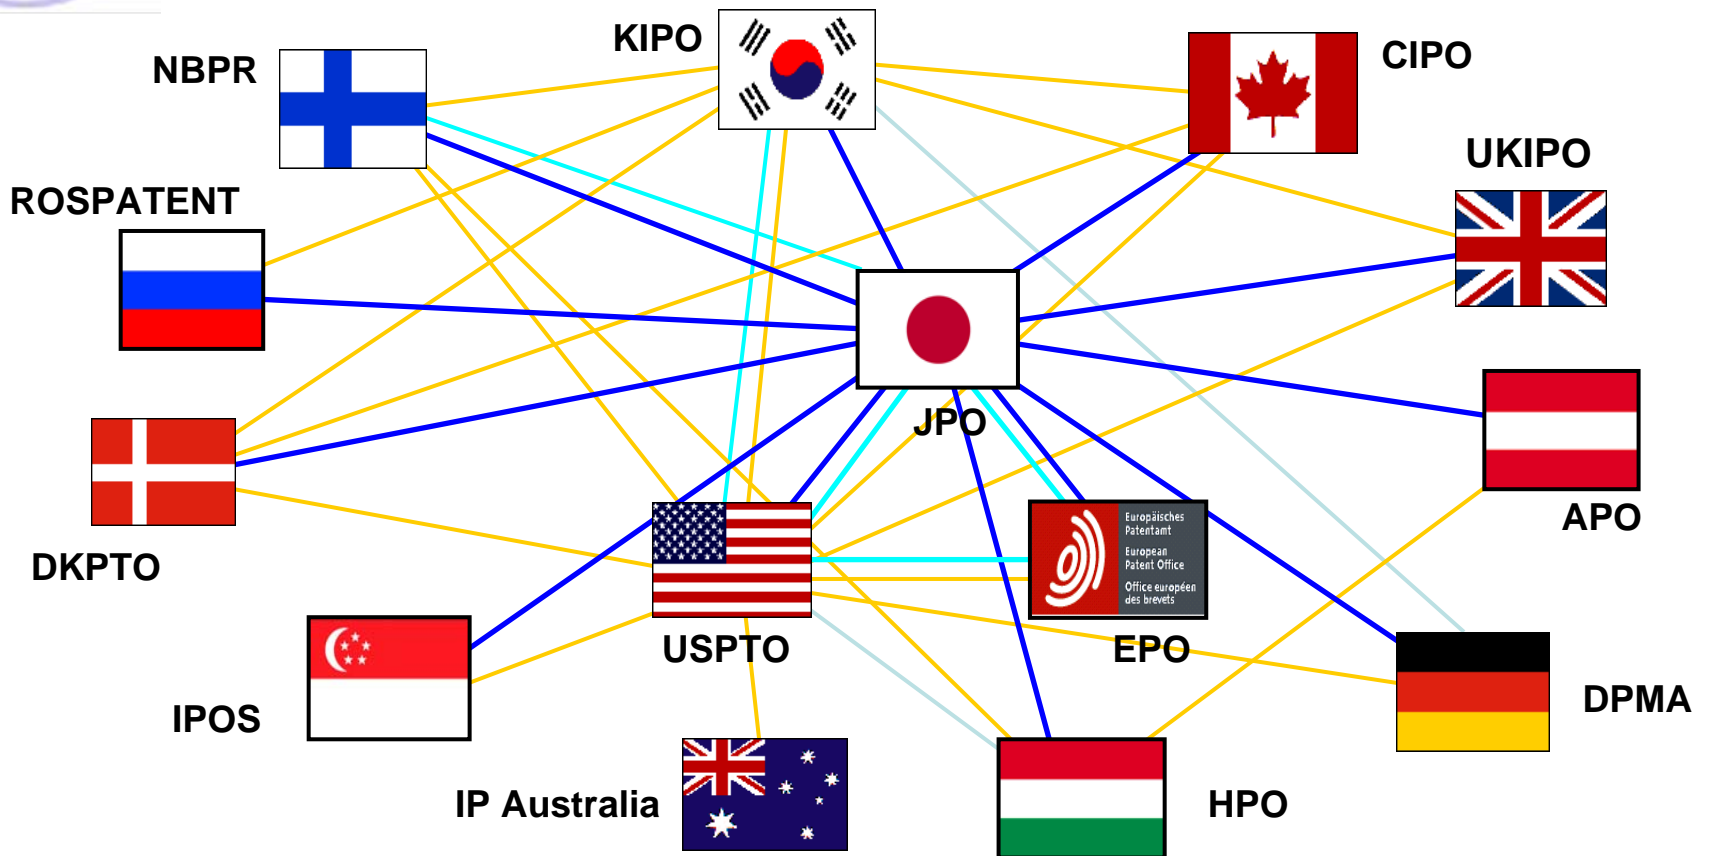 KIPO
CIPO
NBPR
UKIPO
ROSPATENT
JPO
APO
DKPTO
Europäisches
Patentamt
European
Patent Office
Office européen
des brevets
USPTO
EPO
IPOS
DPMA
IP Australia
HPO